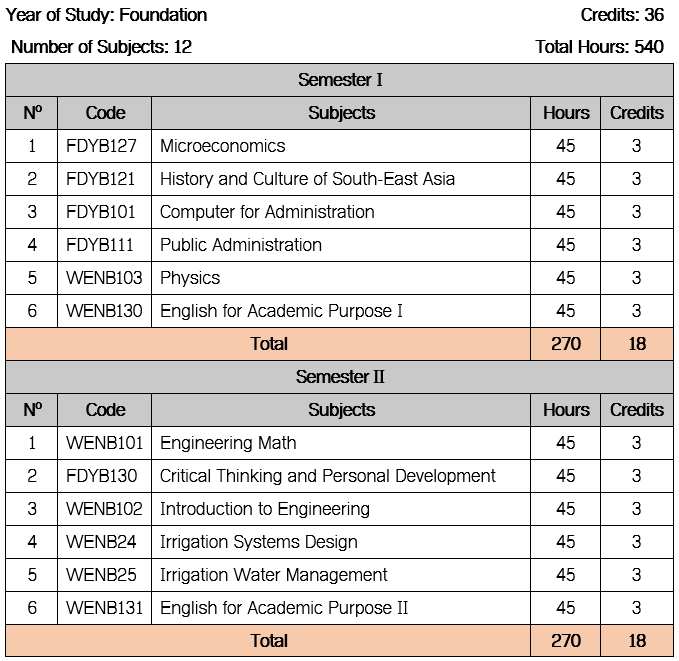 Year of Study: Foundation Credits: 36
Number of Subjects: 12 Total Hours: 540
Semester I
Nº Code Subjects Hours Credits
1 FDYB127 Microeconomics 45 3
2 FDYB121 History and Culture of South-East Asia 45 3
3 FDYB101 Computer for Administration 45 3
4 FDYB111 Public Administration 45 3
5 WENB103 Physics 45 3
6 WENB130 English for Academic Purpose I 45 3
Total 270 18
Semester II
Nº Code Subjects Hours Credits
1 WENB101 Engineering Math 45 3
2 FDYB130 Critical Thinking and Personal Development 45 3
3 WENB102 Introduction to Engineering 45 3
4 WENB24 Irrigation Systems Design 45 3
5 WENB25 Irrigation Water Management 45 3
6 WENB131 English for Academic Purpose II 45 3
Total 270 18